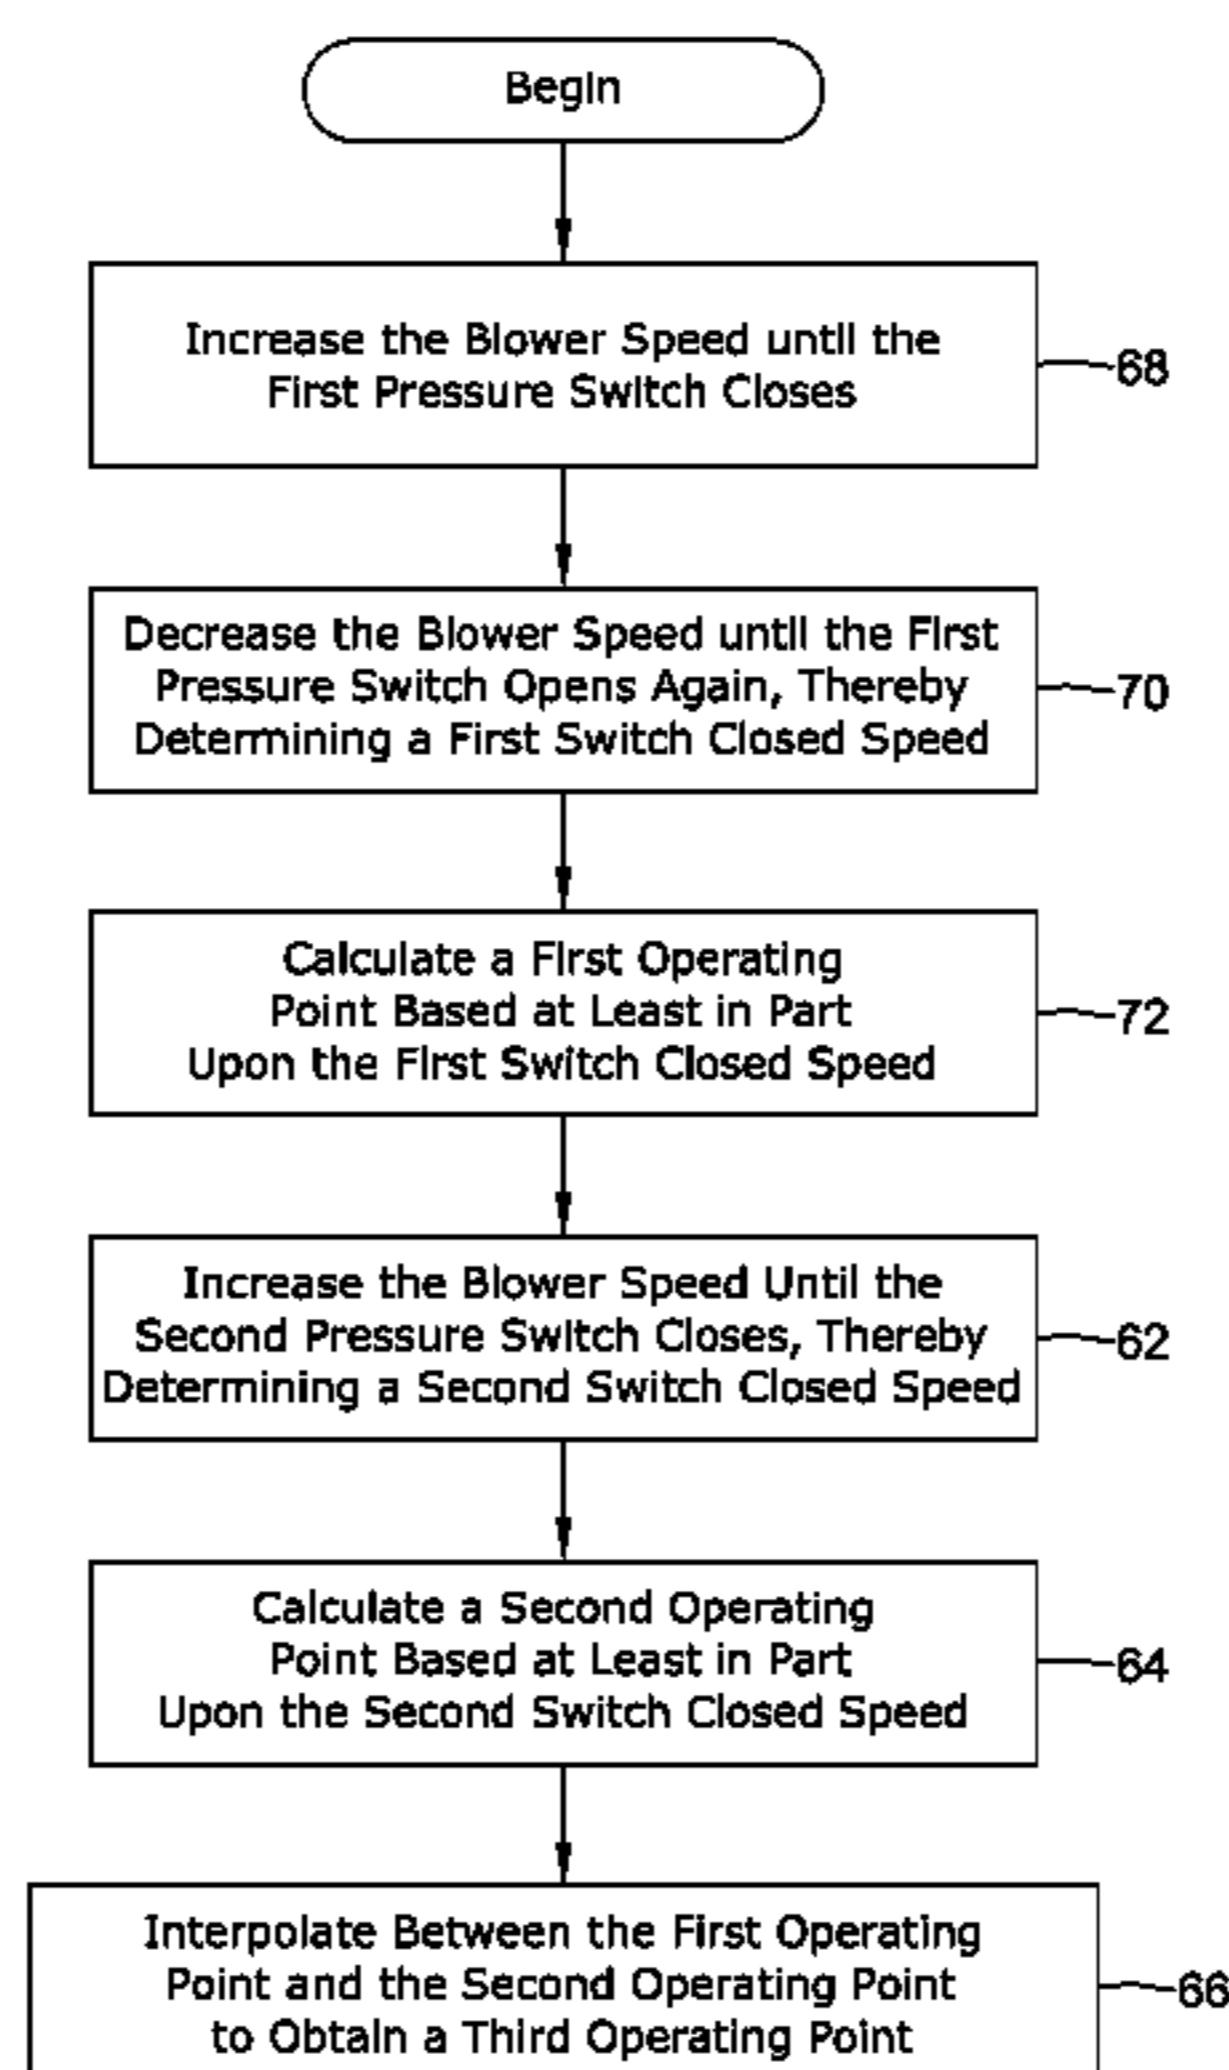 Begin
Increase the Blower Speed until the
First Pressure Switch Closes
68
Decrease the Blower Speed until the First
Pressure Switch Opens Again, Thereby
Determining a First Switch Closed Speed
70
Calculate a First Operating
Point Based at Least in Part
Upon the First Switch Closed Speed
72
Increase the Blower Speed Until the
Second Pressure Switch Closes, Thereby
Determining a Second Switch Closed Speed
62
Calculate a Second Operating
Point Based at Least in Part
Upon the Second Switch Closed Speed
64
Interpolate Between the First Operating
Point and the Second Operating Point
to Obtain a Third Operating Point
66